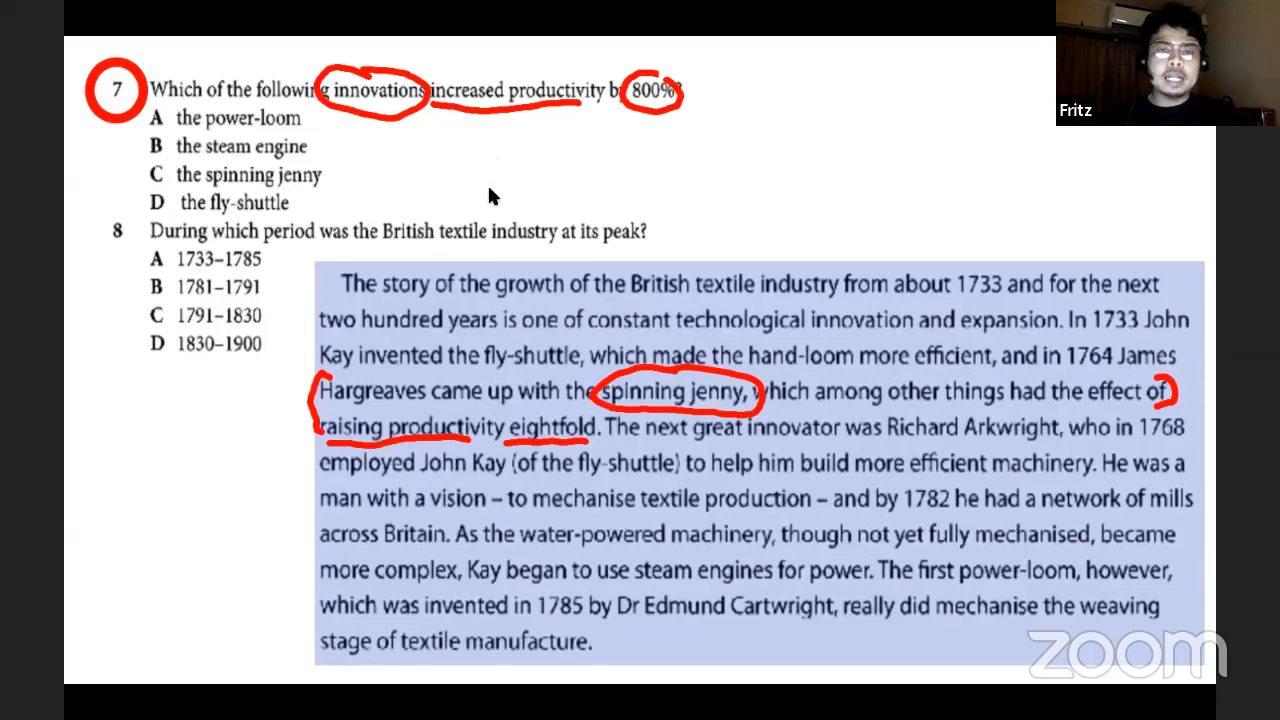 Fritz
7 Which of the following innovations increased productivity by 800%?
A the power-loom
B the steam engine
C the spinning jenny
D the fly-shuttle
8 During which period was the British textile industry at its peak?
A 1733–1785
B 1781–1791
C 1791–1830
D 1830–1900
The story of the growth of the British textile industry from about 1733 and for the next
two hundred years is one of constant technological innovation and expansion. In 1733 John
Kay invented the fly-shuttle, which made the hand-loom more efficient, and in 1764 James
Hargreaves came up with the spinning jenny, which among other things had the effect of
raising productivity eightfold. The next great innovator was Richard Arkwright, who in 1768
employed John Kay (of the fly-shuttle) to help him build more efficient machinery. He was a
man with a vision – to mechanise textile production – and by 1782 he had a network of mills
across Britain. As the water-powered machinery, though not yet fully mechanised, became
more complex, Kay began to use steam engines for power. The first power-loom, however,
which was invented in 1785 by Dr Edmund Cartwright, really did mechanise the weaving
stage of textile manufacture.
zoom